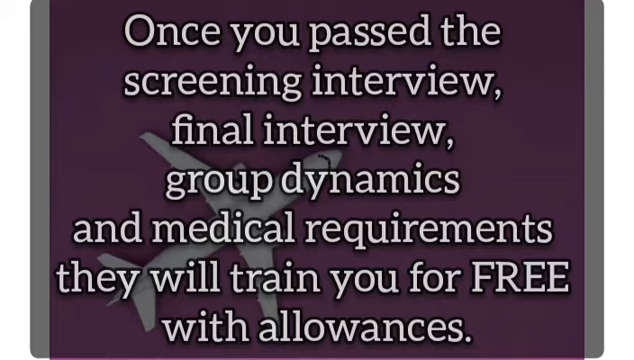 Once you passed the
screening interview,
final interview,
group dynamics
and medical requirements
they will train you for FREE
with allowances.